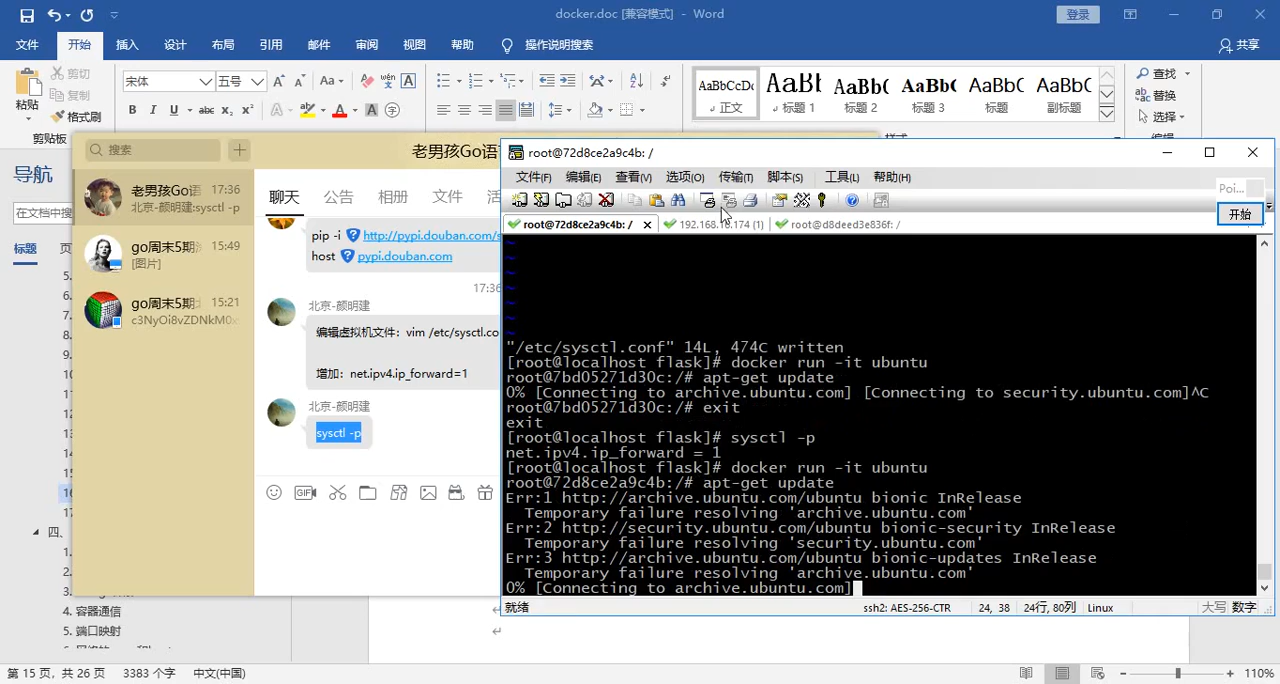 docker.doc [兼容模式] - Word
登录
文件 开始 插入 设计 布局 引用 邮件 审阅 视图 帮助 操作说明搜索 共享
粘贴
剪切
复制
格式刷
剪贴板
宋体 五号
AaBbCcDc AaBl AaBbC AaBbC AaBbC AaBbC
正文 标题 1 标题 2 标题 3 标题 副标题
查找
替换
选择
导航
在文档中搜
标题
搜索
老男孩Go语 17:36
北京-颜明建:sysctl -p
go周末5期 15:49
[图片]
go周末5期 15:21
c3NyOi8vZDNkM0x
老男孩Go语
聊天 公告 相册 文件
pip -i http://pypi.douban.com/s
host pypi.douban.com
17:36
北京-颜明建
编辑虚拟机文件：vim /etc/sysctl.co
增加：net.ipv4.ip_forward=1
北京-颜明建
sysctl -p
root@72d8ce2a9c4b: /
文件(F) 编辑(E) 查看(V) 选项(O) 传输(T) 脚本(S) 工具(L) 帮助(H)
Poi...
开始
root@72d8ce2a9c4b: / 192.168.18.174 (1) root@d8deed3e836f: /
~
~
~
~
~
~
~
"/etc/sysctl.conf" 14L, 474C written
[root@localhost flask]# docker run -it ubuntu
root@7bd05271d30c:/# apt-get update
0% [Connecting to archive.ubuntu.com] [Connecting to security.ubuntu.com]^C
root@7bd05271d30c:/# exit
exit
[root@localhost flask]# sysctl -p
net.ipv4.ip_forward = 1
[root@localhost flask]# docker run -it ubuntu
root@72d8ce2a9c4b:/# apt-get update
Err:1 http://archive.ubuntu.com/ubuntu bionic InRelease
Temporary failure resolving 'archive.ubuntu.com'
Err:2 http://security.ubuntu.com/ubuntu bionic-security InRelease
Temporary failure resolving 'security.ubuntu.com'
Err:3 http://archive.ubuntu.com/ubuntu bionic-updates InRelease
Temporary failure resolving 'archive.ubuntu.com'
0% [Connecting to archive.ubuntu.com]
就绪 ssh2: AES-256-CTR 24, 38 24行, 80列 Linux 大写 数字
四、
4. 容器通信
5. 端口映射
第 15 页，共 26 页 3383 个字 中文(中国) 110%